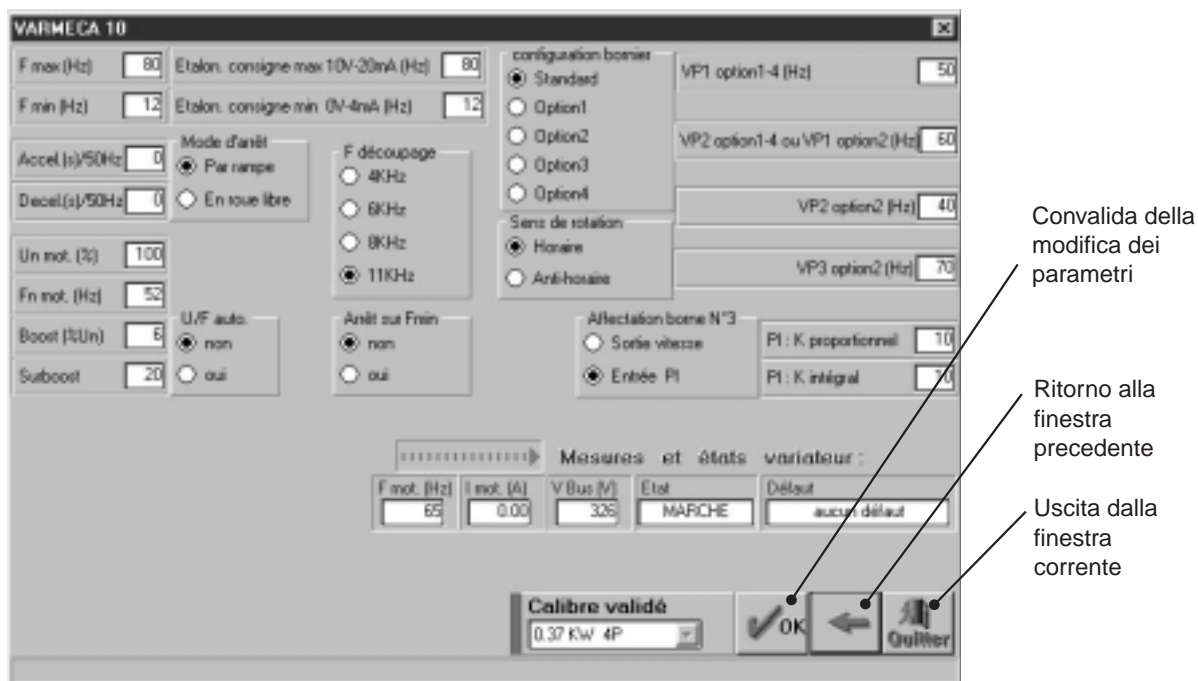 VARMECA 10
F max (Hz) 80
Etalon. consigne max 10V-20mA (Hz) 80
F min (Hz) 12
Etalon. consigne min 0V-4mA (Hz) 12
configuration bornier
Standard
Option1
Option2
Option3
Option4
VP1 option1-4 (Hz) 50
VP2 option1-4 ou VP1 option2 (Hz) 60
VP2 option2 (Hz) 40
VP3 option2 (Hz) 70
Accel.(s)/50Hz 0
Decel.(s)/50Hz 0
Mode d'arrêt
Par rampe
En roue libre
F découpage
4KHz
6KHz
8KHz
11KHz
Sens de rotation
Horaire
Anti-horaire
Un mot. (%) 100
Fn mot. (Hz) 52
Boost (%Un) 6
Surboost 20
U/F auto.
non
oui
Arrêt sur Fmin
non
oui
Affectation borne N°3
Sortie vitesse
Entrée PI
PI : K proportionnel 10
PI : K intégral 10
Mesures et états variateur :
F mot. (Hz) 65
I mot. (A) 0.00
V Bus (V) 326
Etat MARCHE
Défaut aucun défaut
Calibre validé
0.37 KW 4P
OK
Quitter
Convalida della
modifica dei
parametri
Ritorno alla
finestra
precedente
Uscita dalla
finestra
corrente